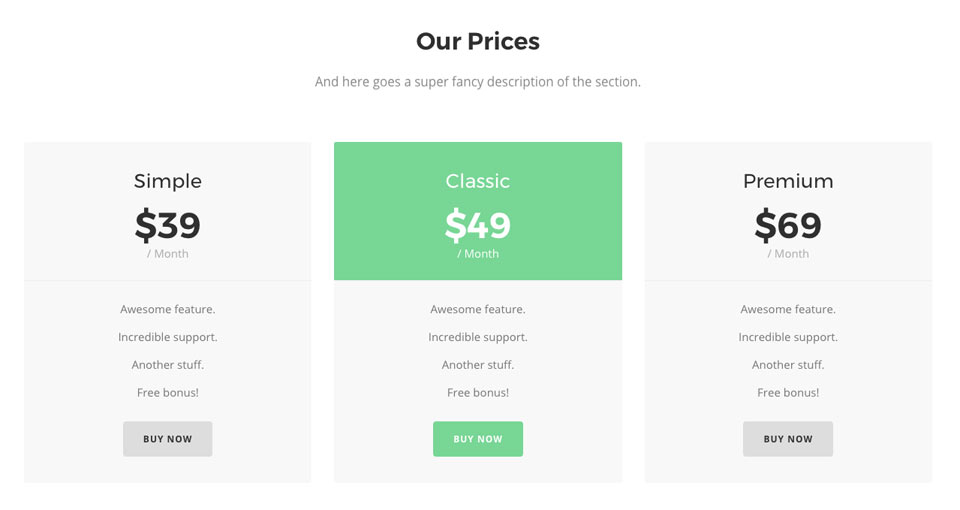 Our Prices
And here goes a super fancy description of the section.
Simple
$39
/ Month
Awesome feature.
Incredible support.
Another stuff.
Free bonus!
BUY NOW
Classic
$49
/ Month
Awesome feature.
Incredible support.
Another stuff.
Free bonus!
BUY NOW
Premium
$69
/ Month
Awesome feature.
Incredible support.
Another stuff.
Free bonus!
BUY NOW